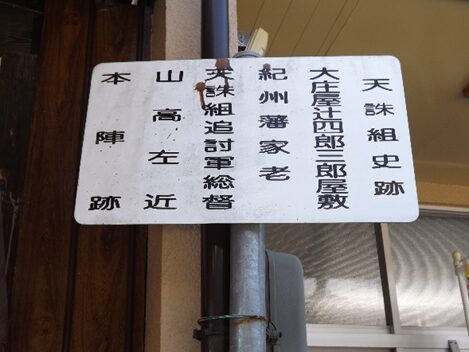 天誅組史跡
大庄屋辻四郎三郎屋敷
紀州藩家老
天誅組追討軍総督
山高左近
本陣跡